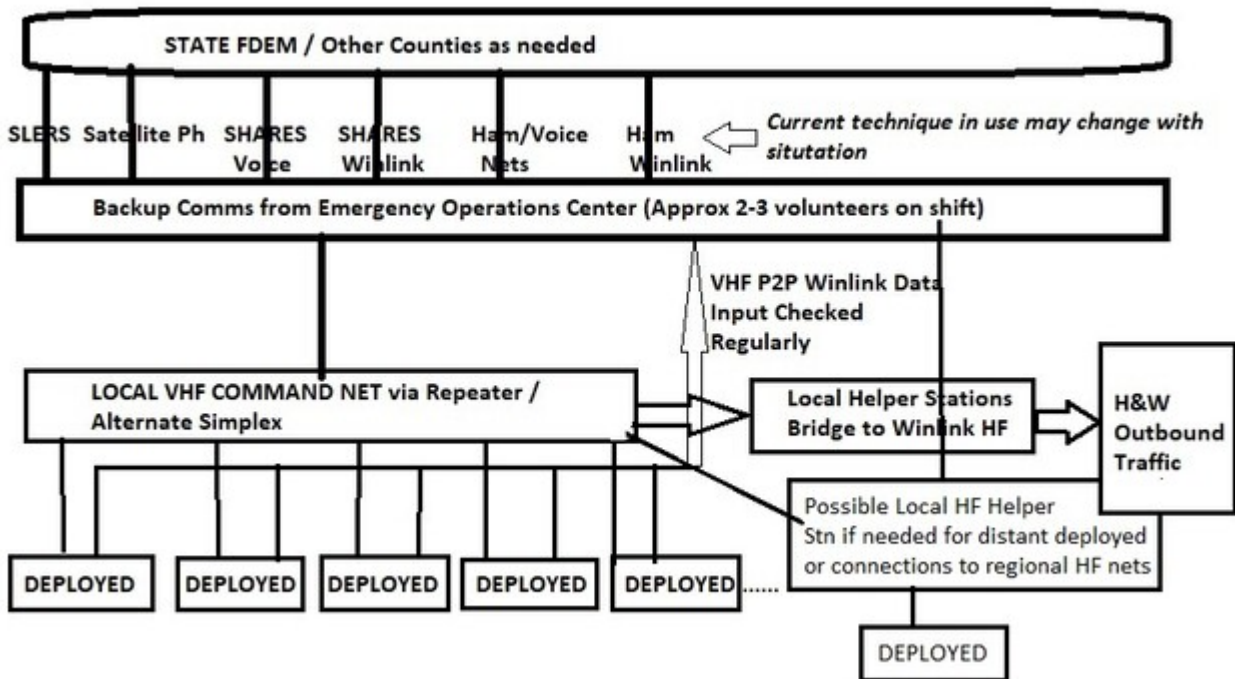 STATE FDEM / Other Counties as needed
SLERS
Satellite Ph
SHARES
Voice
SHARES
Winlink
Ham/Voice
Nets
Ham
Winlink
Current technique in use may change with
situtation
Backup Comms from Emergency Operations Center (Approx 2-3 volunteers on shift)
VHF P2P Winlink Data
Input Checked
Regularly
LOCAL VHF COMMAND NET via Repeater /
Alternate Simplex
Local Helper Stations
Bridge to Winlink HF
H&W
Outbound
Traffic
Possible Local HF Helper
Stn if needed for distant deployed
or connections to regional HF nets
DEPLOYED
DEPLOYED
DEPLOYED
DEPLOYED
DEPLOYED ......
DEPLOYED